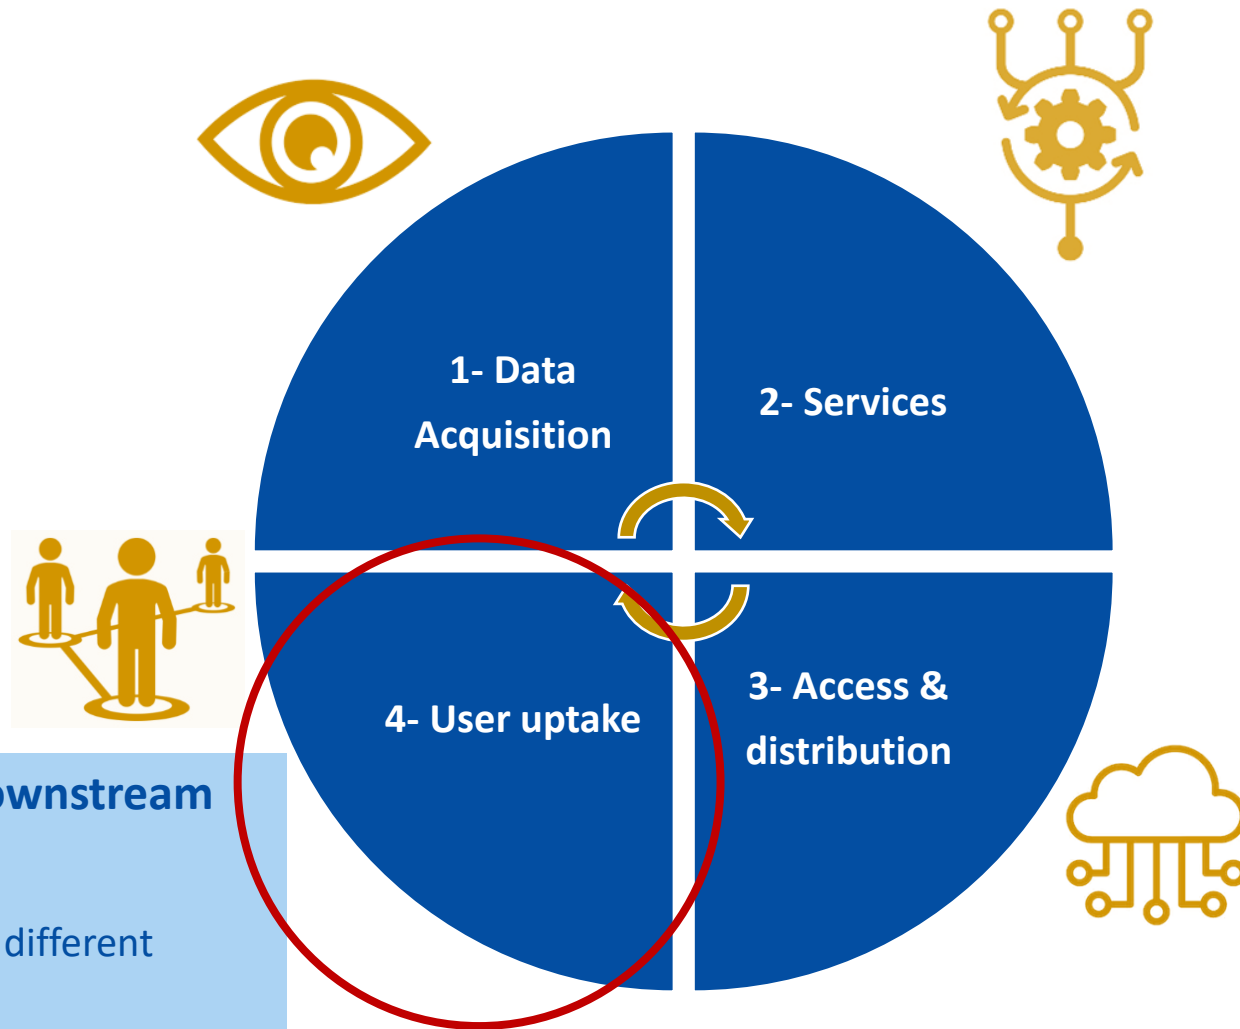 1- Data
Acquisition
2- Services
3- Access &
distribution
4- User uptake
wnstream
different